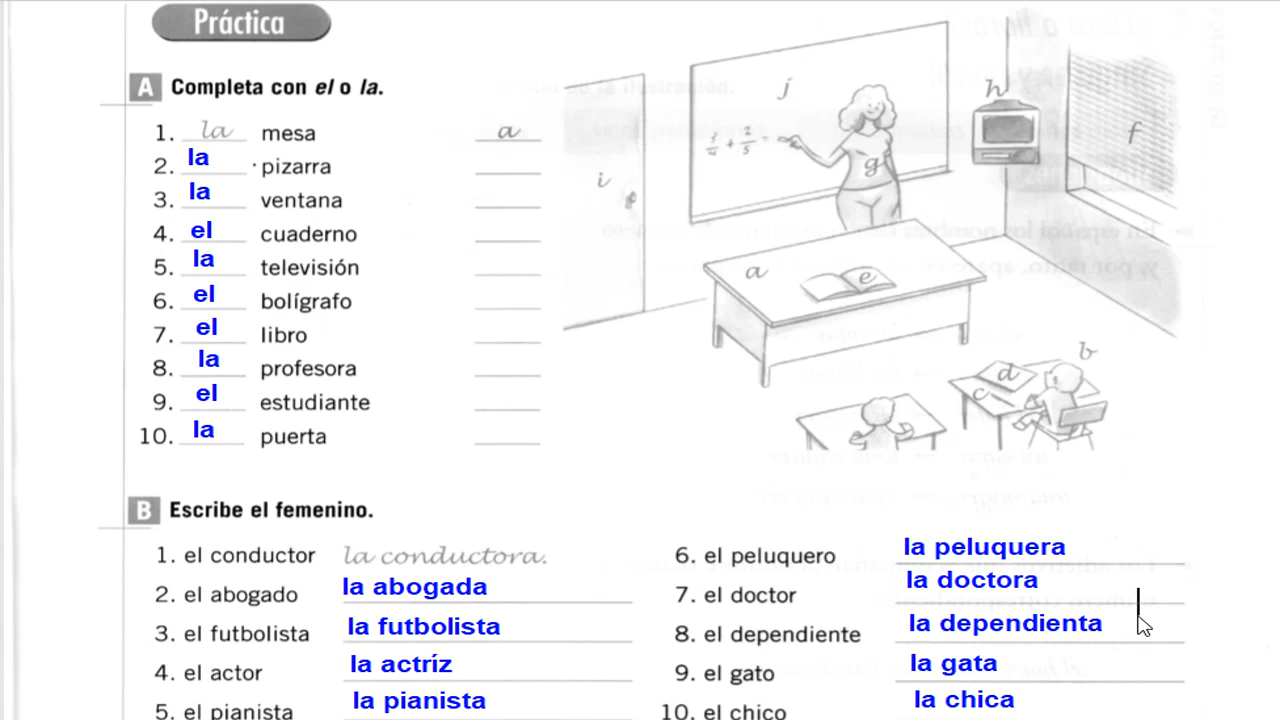 Práctica
A Completa con el o la.
1. la mesa a
2. la pizarra
3. la ventana
4. el cuaderno
5. la televisión
6. el bolígrafo
7. el libro
8. la profesora
9. el estudiante
10. la puerta
j
h
f
g
i
a
e
b
d
c
B Escribe el femenino.
1. el conductor la conductora.
2. el abogado la abogada
3. el futbolista la futbolista
4. el actor la actríz
5. el pianista la pianista
6. el peluquero la peluquera
7. el doctor la doctora
8. el dependiente la dependienta
9. el gato la gata
10. el chico la chica